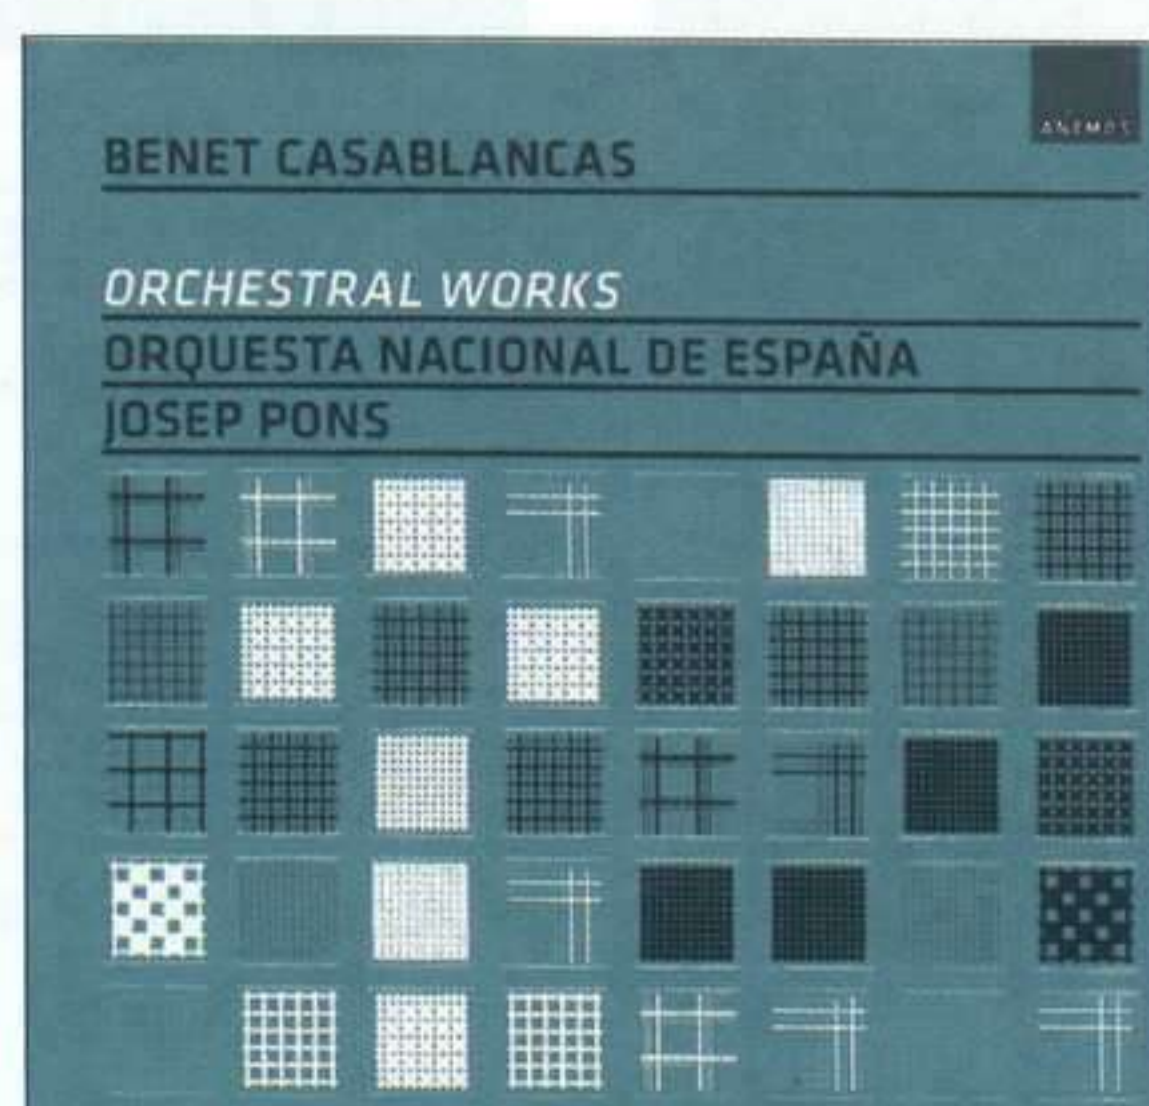 ANEMOS
BENET CASABLANCAS
ORCHESTRAL WORKS
ORQUESTA NACIONAL DE ESPAÑA
JOSEP PONS